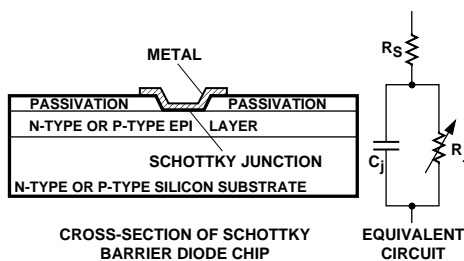 METAL
PASSIVATION PASSIVATION
N-TYPE OR P-TYPE EPI LAYER
SCHOTTKY JUNCTION
N-TYPE OR P-TYPE SILICON SUBSTRATE
CROSS-SECTION OF SCHOTTKY
BARRIER DIODE CHIP
RS
Cj
R
EQUIVALENT
CIRCUIT